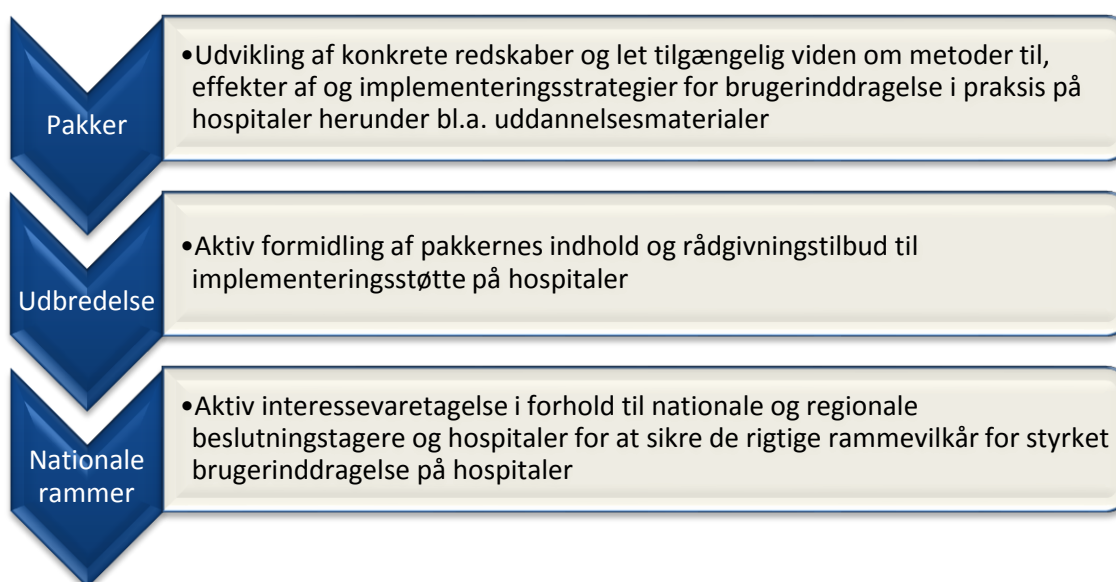 Pakker
•Udvikling af konkrete redskaber og let tilgængelig viden om metoder til,
effekter af og implementeringsstrategier for brugerinddragelse i praksis på
hospitaler herunder bl.a. uddannelsesmaterialer
Udbredelse
•Aktiv formidling af pakkernes indhold og rådgivningstilbud til
implementeringsstøtte på hospitaler
Nationale
rammer
•Aktiv interessevaretagelse i forhold til nationale og regionale
beslutningstagere og hospitaler for at sikre de rigtige rammevilkår for styrket
brugerinddragelse på hospitaler